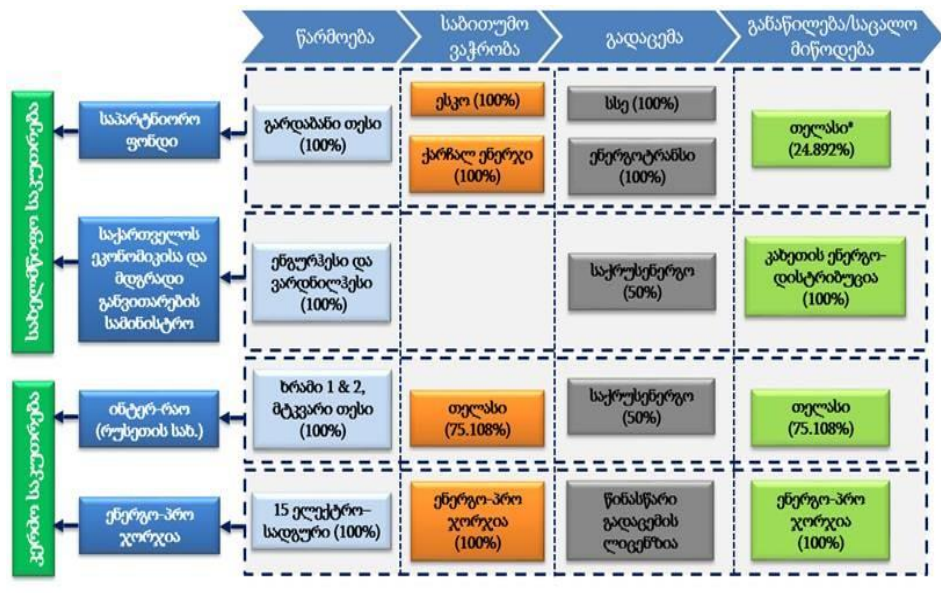 წარმოება
საბითუმო
ვაჭრობა
გადაცემა
განაწილება/საცალო
მიწოდება
სახელმწიფო საკუთრება
საპარტნიორო
ფონდი
გარდაბანი თესი
(100%)
ესკო (100%)
ქარჩალ ენერჯი
(100%)
სსე (100%)
ენერგოტრანსი
(100%)
თელასი*
(24.892%)
საქართველოს
ეკონომიკისა და
მდგრადი
განვითარების
სამინისტრო
ენგურჰესი და
ვარდნილჰესი
(100%)
საქრუსენერგო
(50%)
კახეთის ენერგო-
დისტრიბუცია
(100%)
კერძო საკუთრება
ინტერ-რაო
(რუსეთის სახ.)
ხრამი 1 & 2,
მტკვარი თესი
(100%)
თელასი
(75.108%)
საქრუსენერგო
(50%)
თელასი
(75.108%)
ენერგო-პრო
ჯორჯია
15 ელექტრო-
სადგური (100%)
ენერგო-პრო
ჯორჯია
(100%)
წინასწარი
გადაცემის
ლიცენზია
ენერგო-პრო
ჯორჯია
(100%)